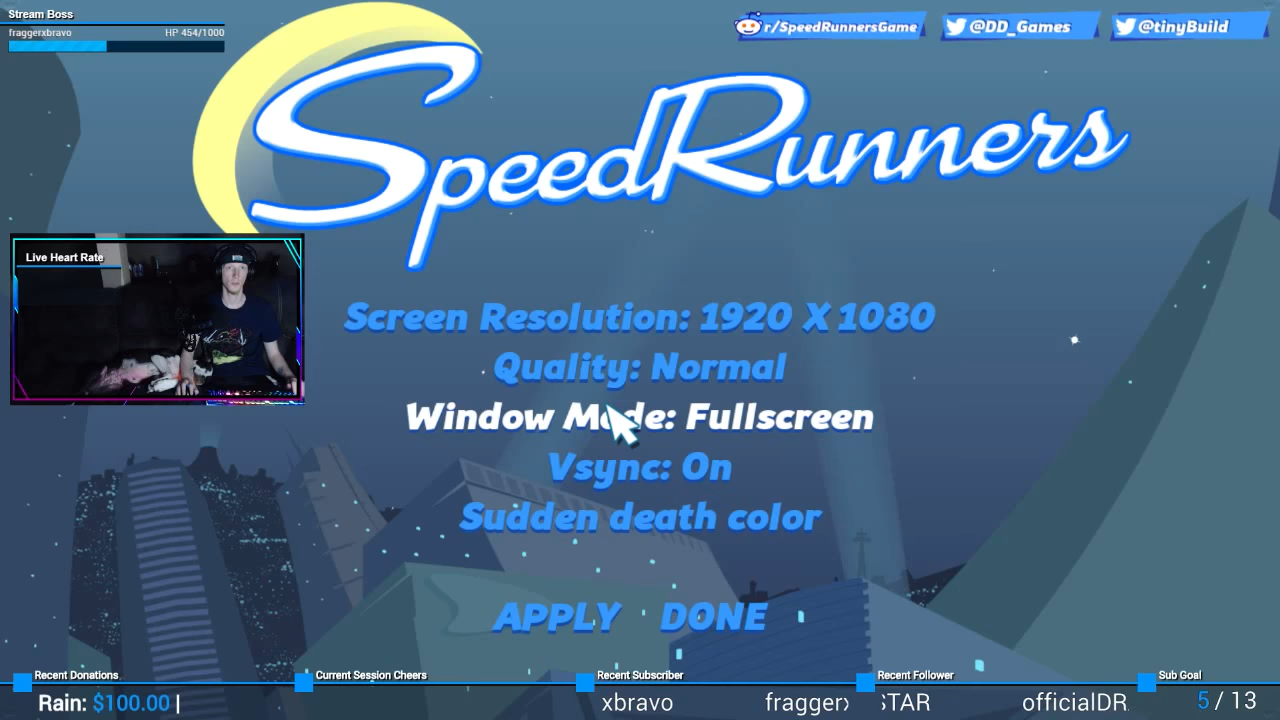 Stream Boss
fraggerxbravo HP 454/1000
r/SpeedRunnersGame @DD_Games @tinyBuild
SpeedRunners
Live Heart Rate
Screen Resolution: 1920 X 1080
Quality: Normal
Window Mode: Fullscreen
Vsync: On
Sudden death color
APPLY DONE
Recent Donations Current Session Cheers Recent Subscriber Recent Follower Sub Goal
Rain: $100.00 | xbravo fragger STAR officialDR 5 / 13